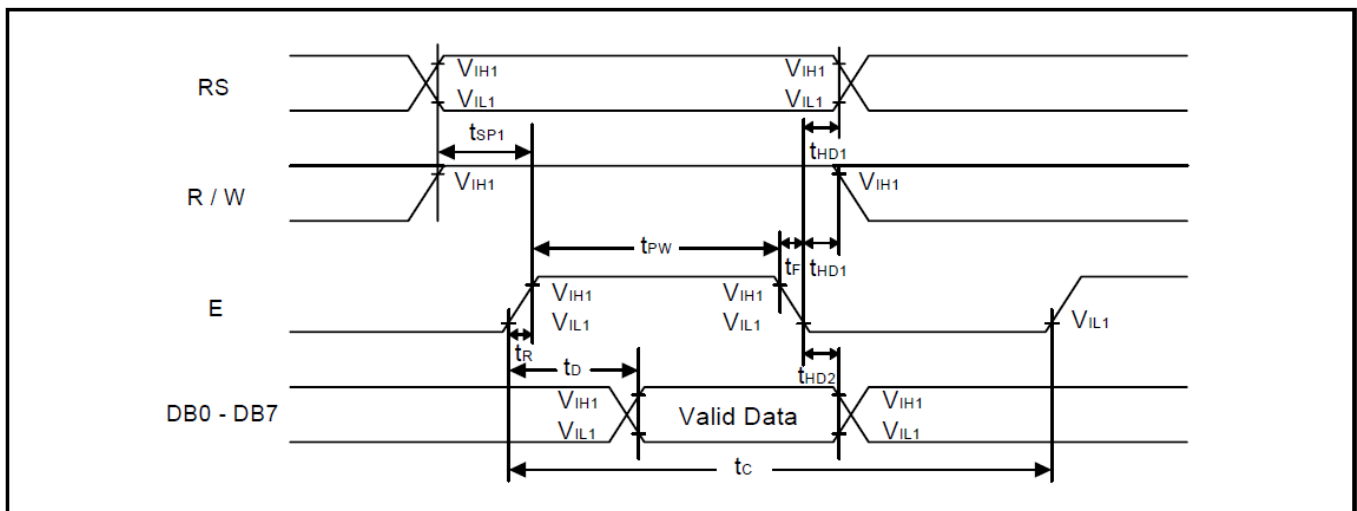 RS
VIH1
VIH1
VIL1
VIL1
tSP1
tHD1
R / W
VIH1
VIH1
tPW
tF
tHD1
E
VIH1
VIH1
VIL1
VIL1
VIL1
tR
tD
tHD2
DB0 - DB7
VIH1
Valid Data
VIH1
VIL1
VIL1
tC